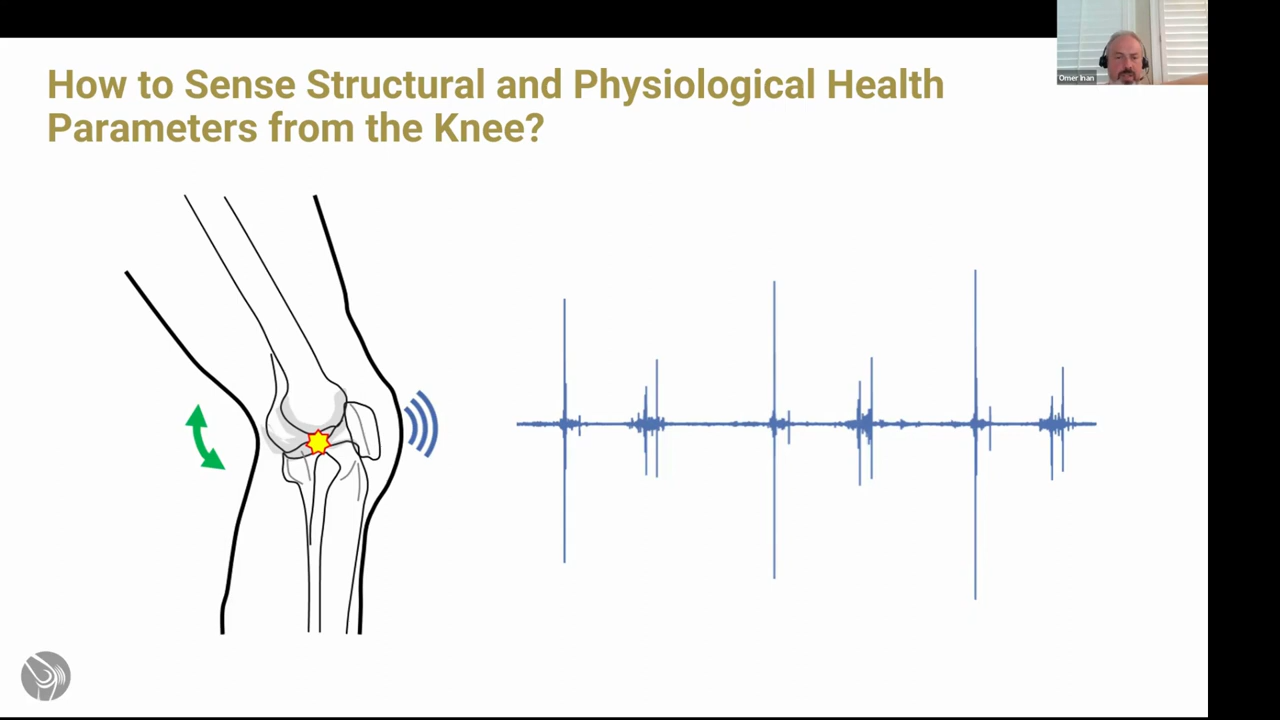 How to Sense Structural and Physiological Health
Parameters from the Knee?
Omer Inan